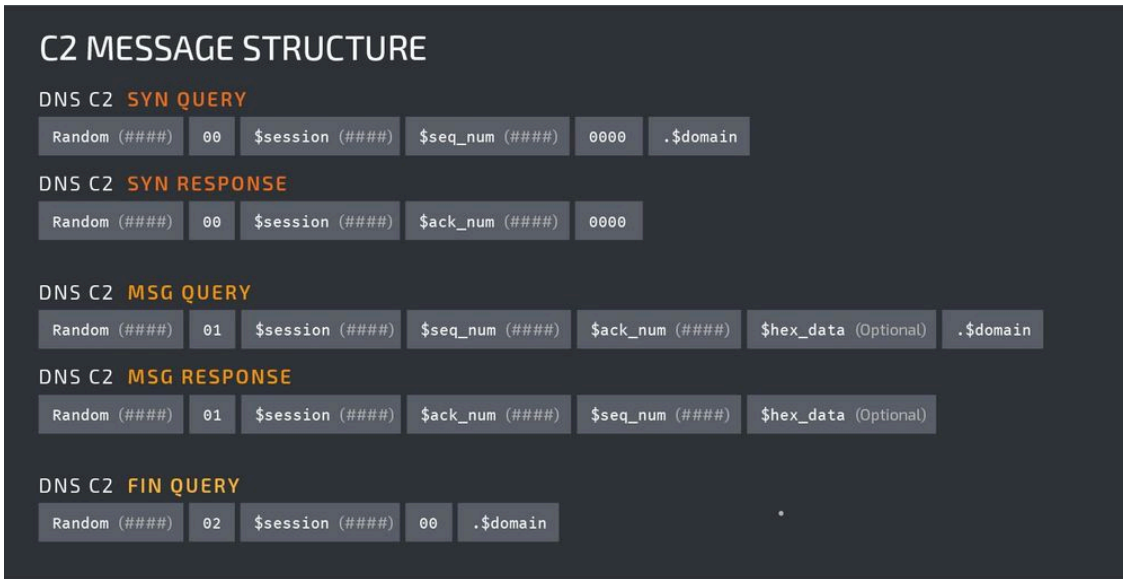 C2 MESSAGE STRUCTURE
DNS C2 SYN QUERY
Random (####) 00 $session (####) $seq_num (####) 0000 .$domain
DNS C2 SYN RESPONSE
Random (####) 00 $session (####) $ack_num (####) 0000
DNS C2 MSG QUERY
Random (####) 01 $session (####) $seq_num (####) $ack_num (####) $hex_data (Optional) .$domain
DNS C2 MSG RESPONSE
Random (####) 01 $session (####) $ack_num (####) $seq_num (####) $hex_data (Optional)
DNS C2 FIN QUERY
Random (####) 02 $session (####) 00 .$domain